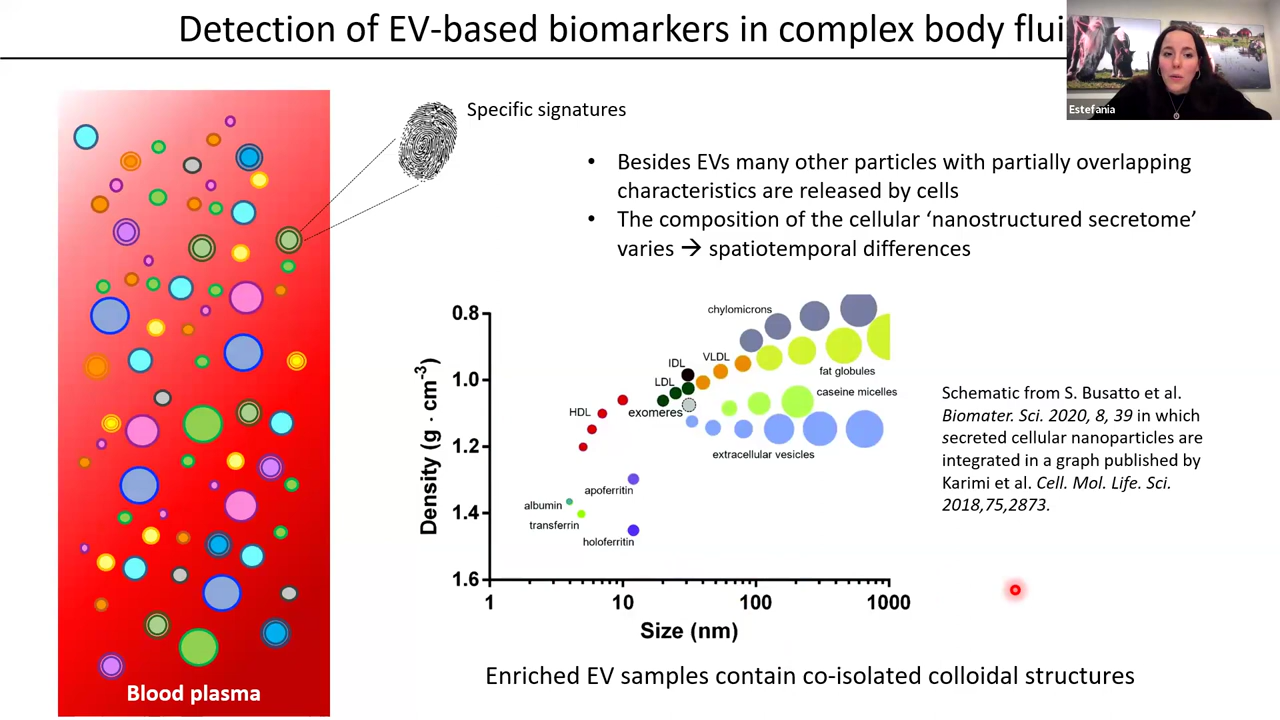 Detection of EV-based biomarkers in complex body flui
Estefania
Specific signatures
• Besides EVs many other particles with partially overlapping
characteristics are released by cells
• The composition of the cellular ‘nanostructured secretome’
varies → spatiotemporal differences
Density (g · cm⁻³)
0.8
1.0
1.2
1.4
1.6
1
10
100
1000
Size (nm)
chylomicrons
IDL
VLDL
LDL
fat globules
caseine micelles
HDL
exomeres
extracellular vesicles
apoferritin
albumin
transferrin
holoferritin
Schematic from S. Busatto et al.
Biomater. Sci. 2020, 8, 39 in which
secreted cellular nanoparticles are
integrated in a graph published by
Karimi et al. Cell. Mol. Life. Sci.
2018,75,2873.
Enriched EV samples contain co-isolated colloidal structures
Blood plasma